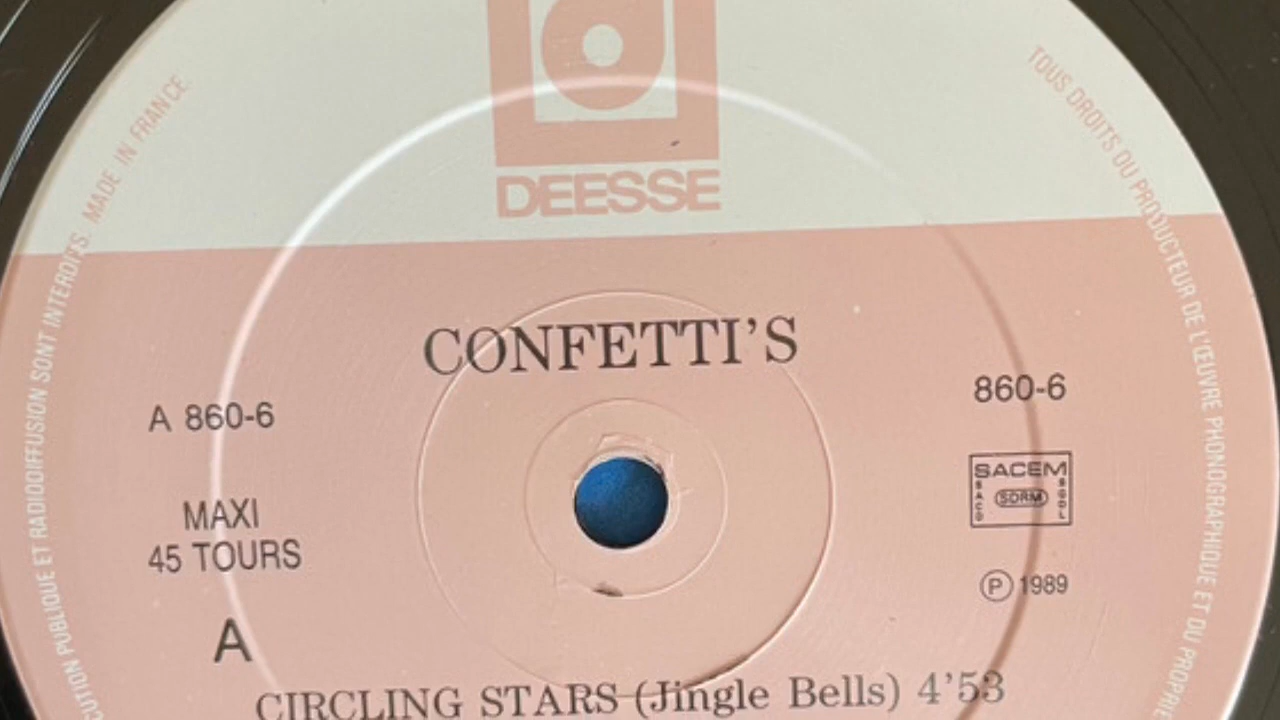 DEESSE
CONFETTI'S
A 860-6
860-6
MAXI
45 TOURS
SACEM
SACD
SDRM
SGDL
Ⓟ 1989
A
CIRCLING STARS (Jingle Bells) 4'53
CUTION PUBLIQUE ET RADIODIFFUSION SONT INTERDITS. MADE IN FRANCE
TOUS DROITS DU PRODUCTEUR DE L'ŒUVRE PHONOGRAPHIQUE ET DU PROPRIE